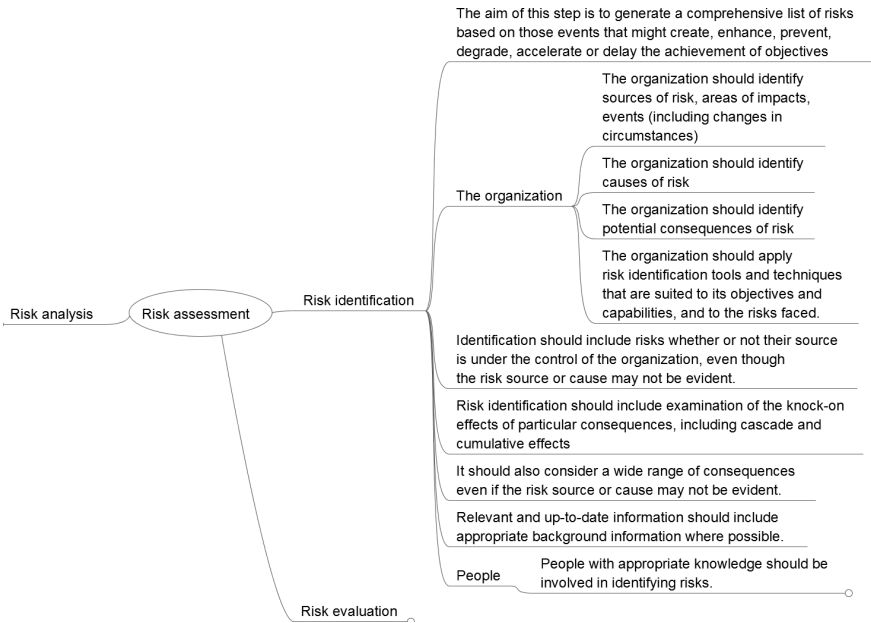 The aim of this step is to generate a comprehensive list of risks
based on those events that might create, enhance, prevent,
degrade, accelerate or delay the achievement of objectives
The organization should identify
sources of risk, areas of impacts,
events (including changes in
circumstances)
The organization should identify
causes of risk
The organization
The organization should identify
potential consequences of risk
The organization should apply
risk identification tools and techniques
that are suited to its objectives and
capabilities, and to the risks faced.
Risk analysis
Risk assessment
Risk identification
Identification should include risks whether or not their source
is under the control of the organization, even though
the risk source or cause may not be evident.
Risk identification should include examination of the knock-on
effects of particular consequences, including cascade and
cumulative effects
It should also consider a wide range of consequences
even if the risk source or cause may not be evident.
Relevant and up-to-date information should include
appropriate background information where possible.
People
People with appropriate knowledge should be
involved in identifying risks.
Risk evaluation